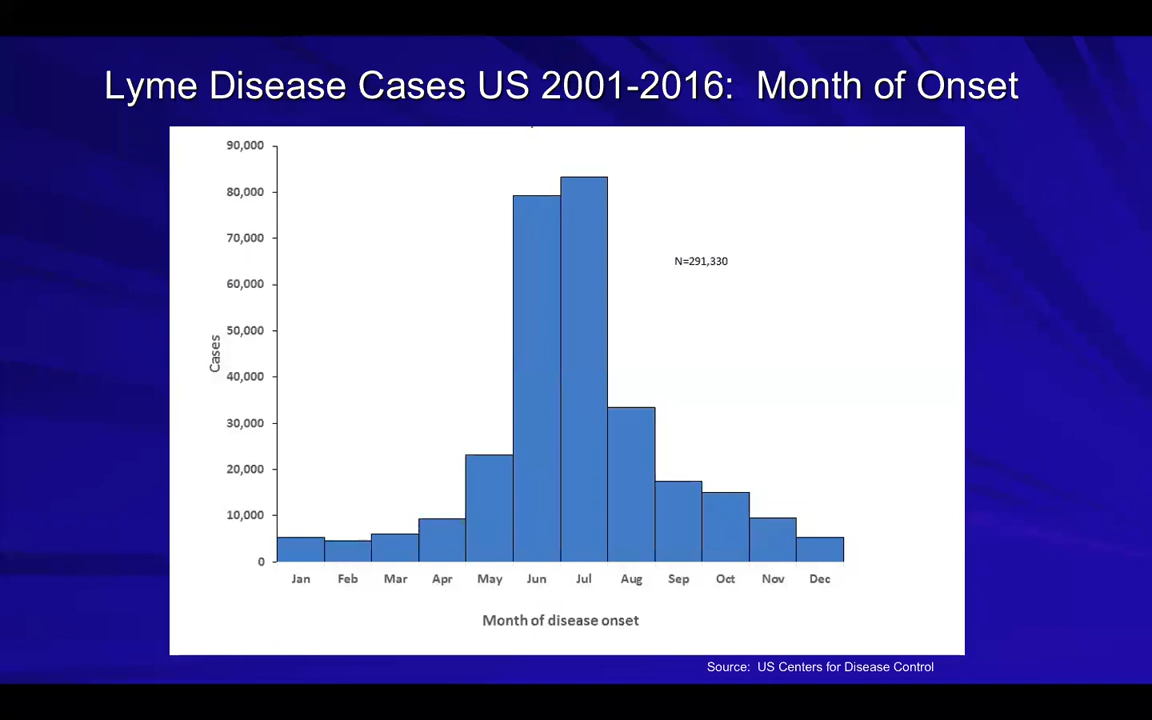 Lyme Disease Cases US 2001-2016: Month of Onset
90,000
80,000
70,000
N=291,330
60,000
50,000
Cases
40,000
30,000
20,000
10,000
0
Jan Feb Mar Apr May Jun Jul Aug Sep Oct Nov Dec
Month of disease onset
Source: US Centers for Disease Control